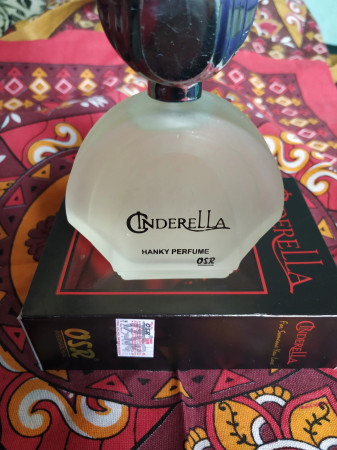 CINDERELLA
HANKY PERFUME
OSR
CINDERELLA
CINDERELLA
OSR